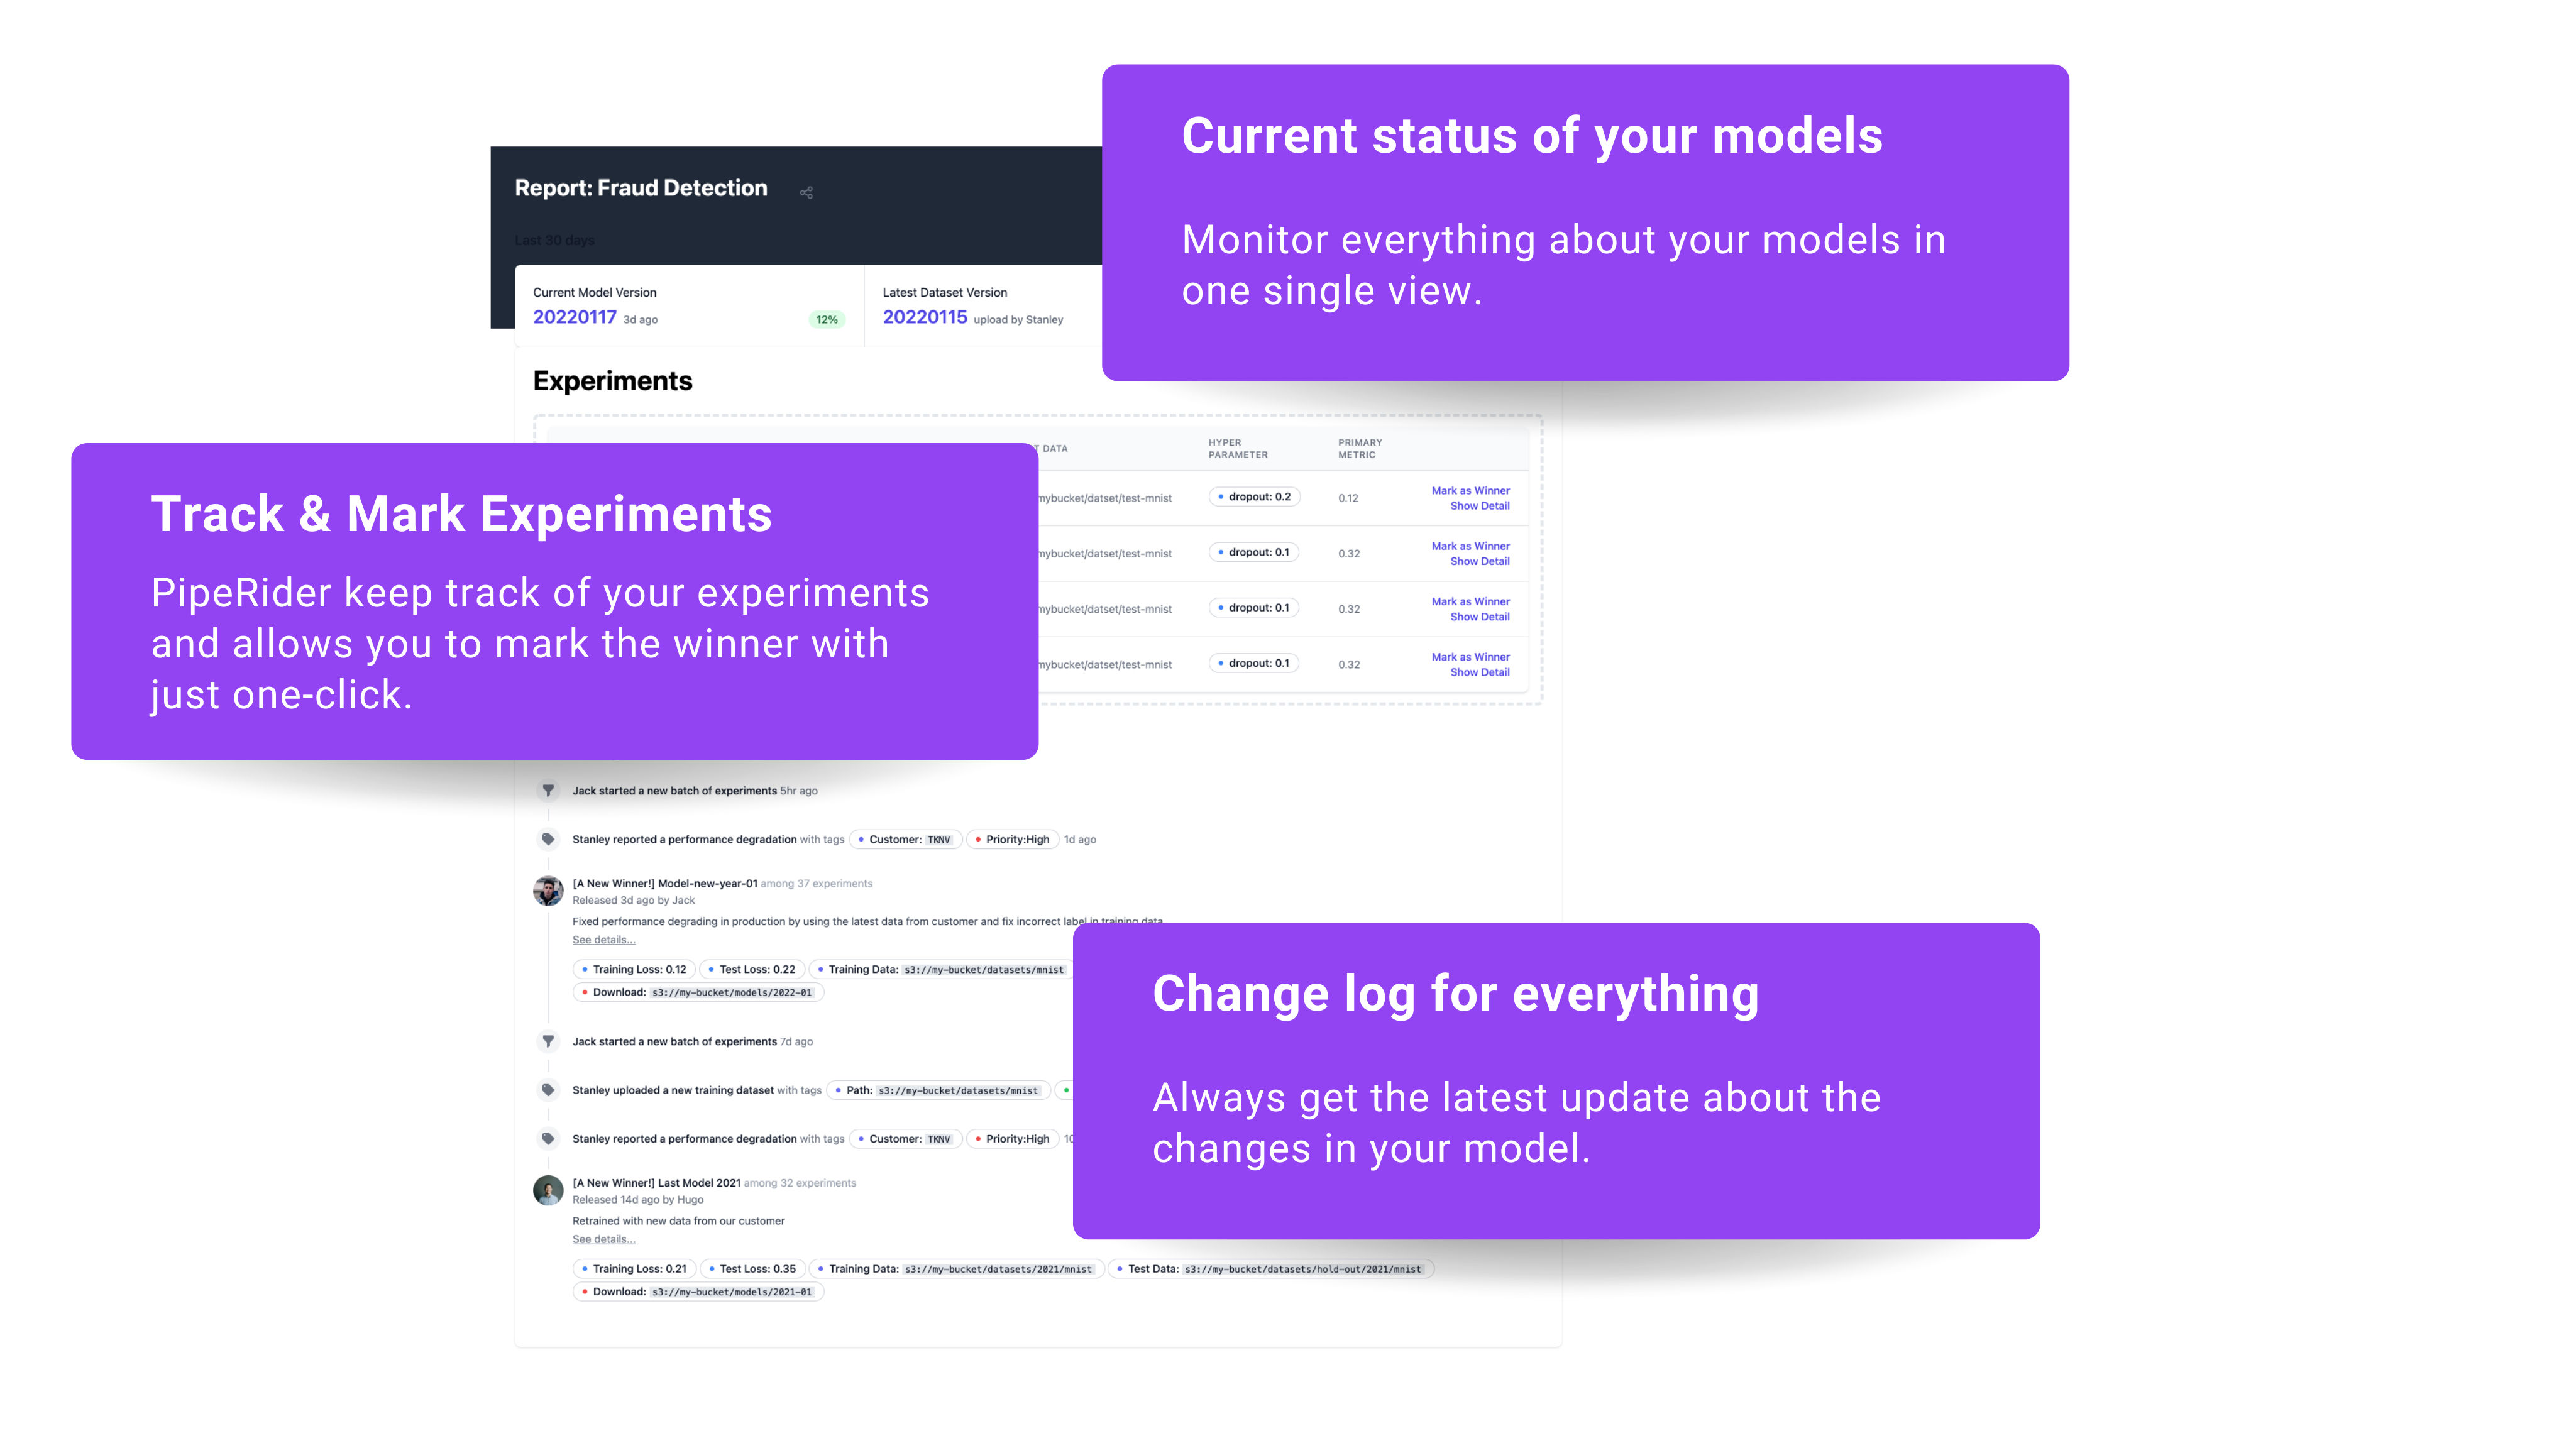 Current status of your models
Monitor everything about your models in
one single view.
Report: Fraud Detection
Last 30 days
Current Model Version
20220117 3d ago 12%
Latest Dataset Version
20220115 upload by Stanley
Experiments
Track & Mark Experiments
PipeRider keep track of your experiments
and allows you to mark the winner with
just one-click.
T DATA
HYPER
PARAMETER
PRIMARY
METRIC
mybucket/datset/test-mnist dropout: 0.2 0.12 Mark as Winner
Show Detail
mybucket/datset/test-mnist dropout: 0.1 0.32 Mark as Winner
Show Detail
mybucket/datset/test-mnist dropout: 0.1 0.32 Mark as Winner
Show Detail
mybucket/datset/test-mnist dropout: 0.1 0.32 Mark as Winner
Show Detail
Jack started a new batch of experiments 5hr ago
Stanley reported a performance degradation with tags Customer: TKNV Priority:High 1d ago
[A New Winner!] Model-new-year-01 among 37 experiments
Released 3d ago by Jack
Fixed performance degrading in production by using the latest data from customer and fix incorrect label in training data
See details...
Training Loss: 0.12 Test Loss: 0.22 Training Data: s3://my-bucket/datasets/mnist
Download: s3://my-bucket/models/2022-01
Jack started a new batch of experiments 7d ago
Stanley uploaded a new training dataset with tags Path: s3://my-bucket/datasets/mnist
Stanley reported a performance degradation with tags Customer: TKNV Priority:High 10
[A New Winner!] Last Model 2021 among 32 experiments
Released 14d ago by Hugo
Retrained with new data from our customer
See details...
Training Loss: 0.21 Test Loss: 0.35 Training Data: s3://my-bucket/datasets/2021/mnist Test Data: s3://my-bucket/datasets/hold-out/2021/mnist
Download: s3://my-bucket/models/2021-01
Change log for everything
Always get the latest update about the
changes in your model.